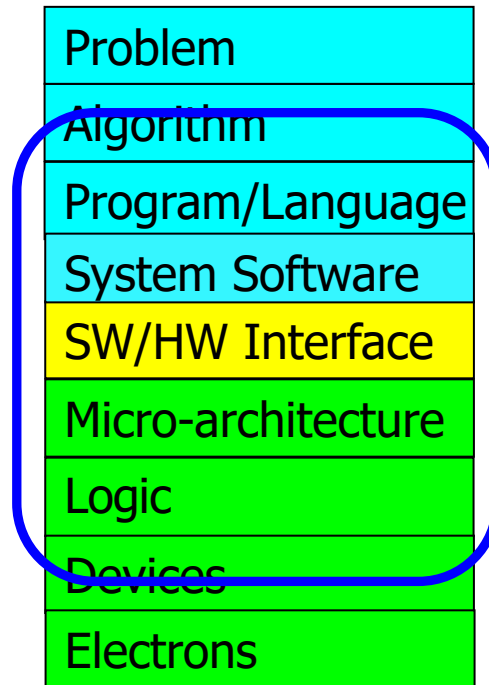 Problem
Algorithm
Program/Language
System Software
SW/HW Interface
Micro-architecture
Logic
Devices
Electrons